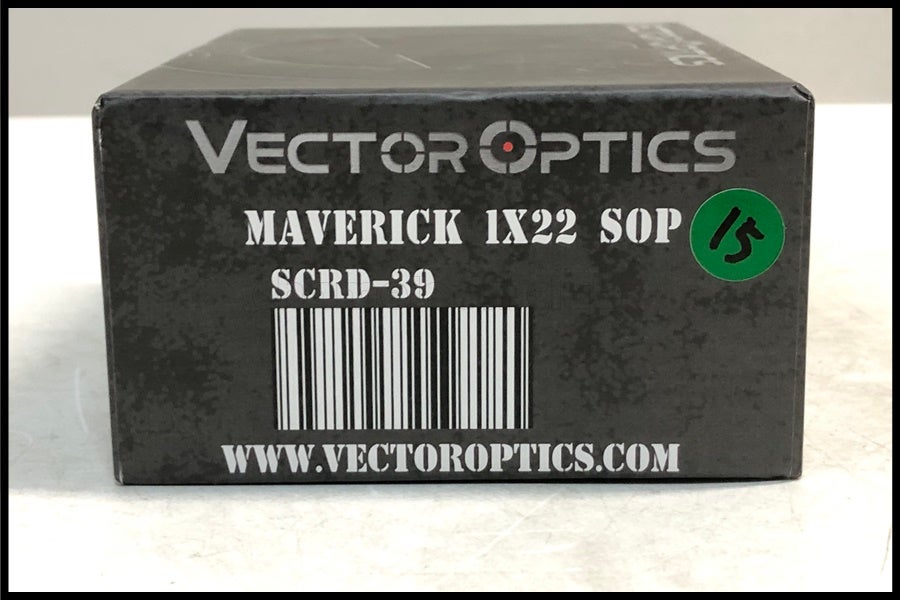 VECTOR OPTICS
MAVERICK 1X22 SOP
15
SCRD-39
WWW.VECTOROPTICS.COM